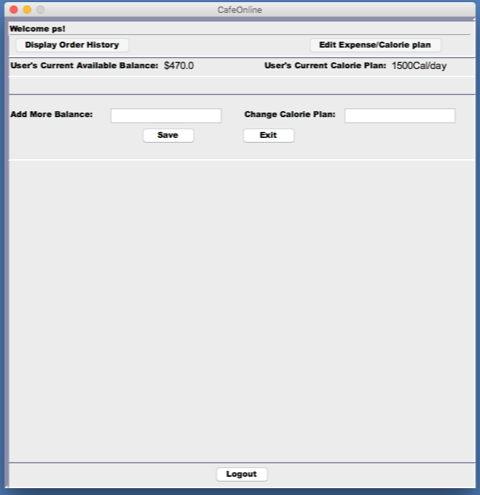 CafeOnline
Welcome ps!
Display Order History Edit Expense/Calorie plan
User's Current Available Balance: $470.0 User's Current Calorie Plan: 1500Cal/day
Add More Balance: Change Calorie Plan:
Save Exit
Logout